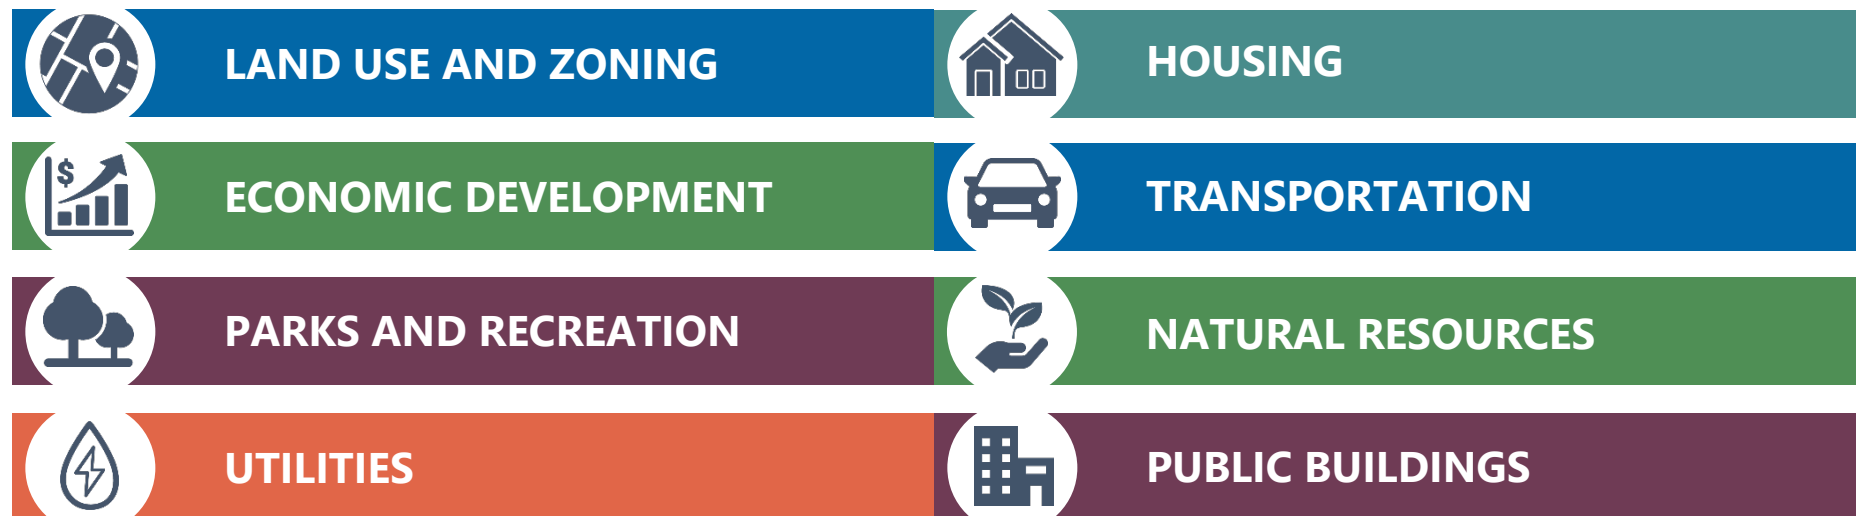 LAND USE AND ZONING
HOUSING
$
ECONOMIC DEVELOPMENT
TRANSPORTATION
PARKS AND RECREATION
NATURAL RESOURCES
UTILITIES
PUBLIC BUILDINGS